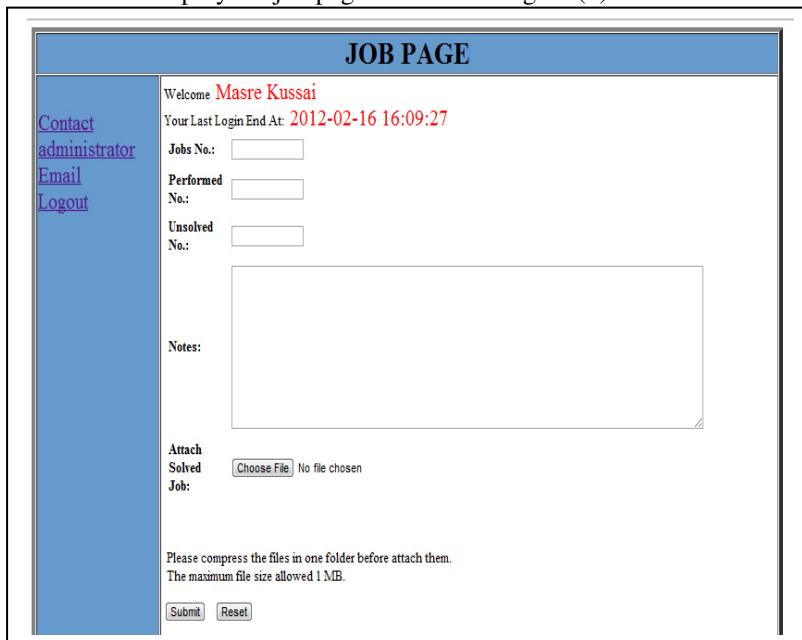 JOB PAGE
Contact
administrator
Email
Logout
Welcome Masre Kussai
Your Last Login End At: 2012-02-16 16:09:27
Jobs No.:
Performed
No.:
Unsolved
No.:
Notes:
Attach
Solved
Job:
Choose File No file chosen
Please compress the files in one folder before attach them.
The maximum file size allowed 1 MB.
Submit Reset